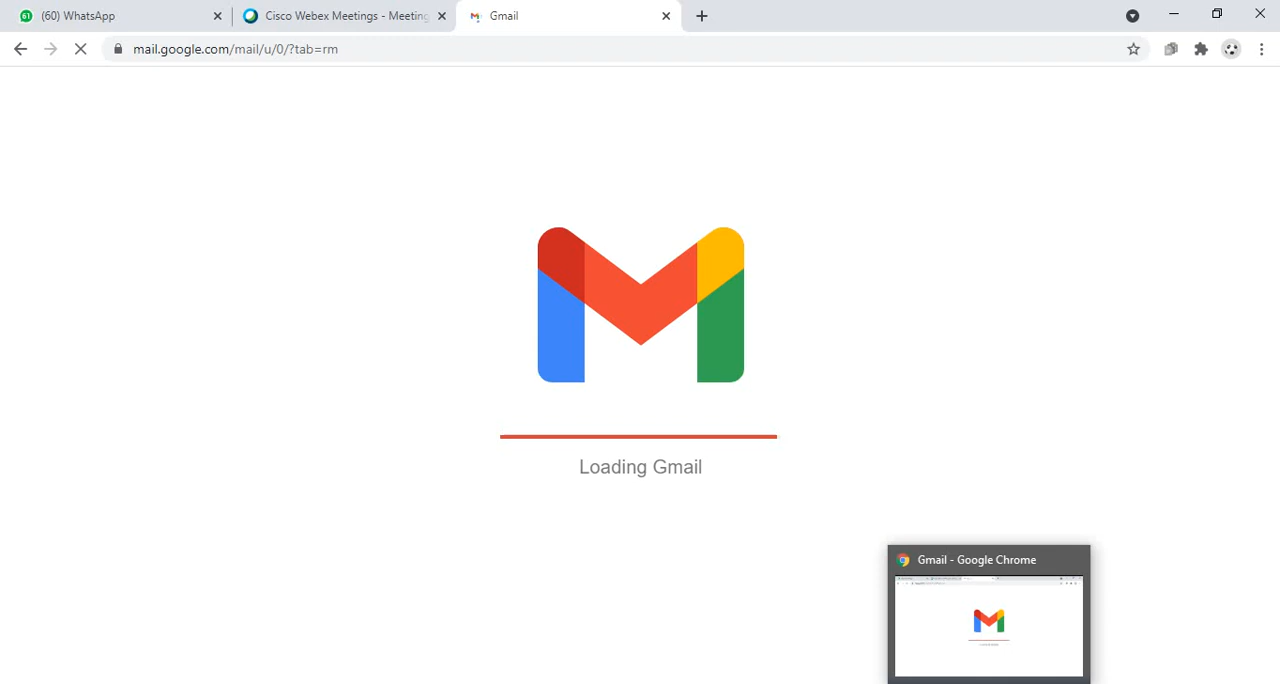 61 (60) WhatsApp
Cisco Webex Meetings - Meeting
Gmail
mail.google.com/mail/u/0/?tab=rm
Loading Gmail
Gmail - Google Chrome